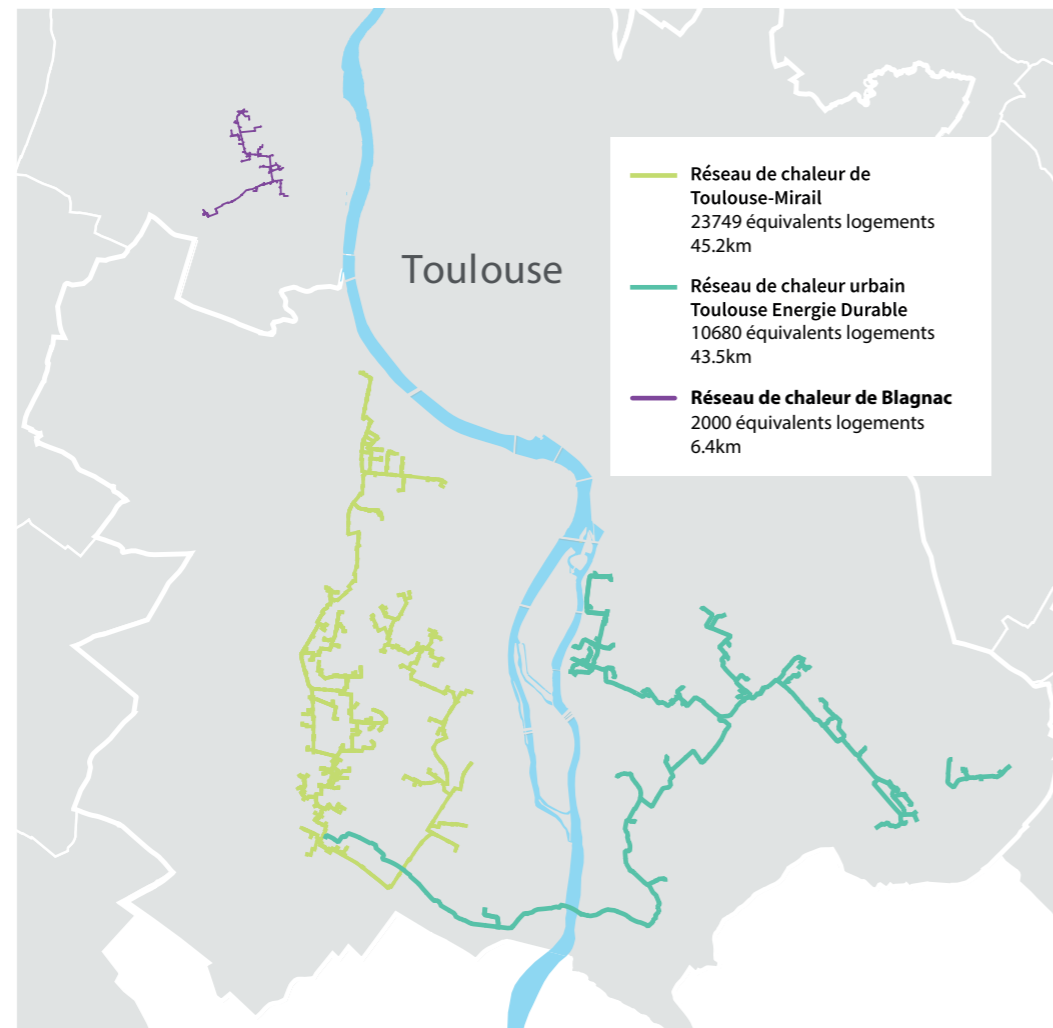 Toulouse
Réseau de chaleur de
Toulouse-Mirail
23749 équivalents logements
45.2km
Réseau de chaleur urbain
Toulouse Energie Durable
10680 équivalents logements
43.5km
Réseau de chaleur de Blagnac
2000 équivalents logements
6.4km